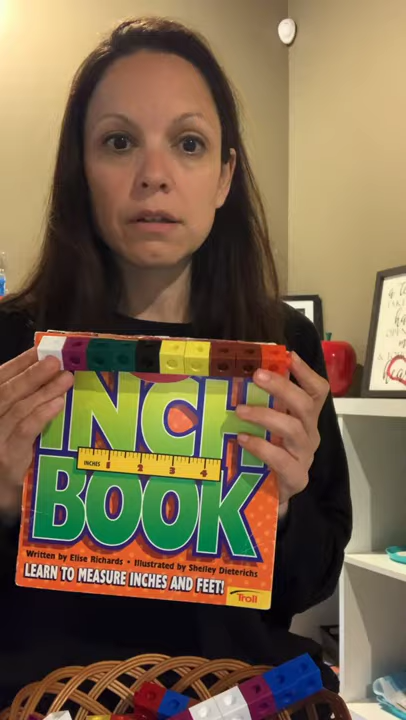 INCH
INCHES 1 2 3 4
BOOK
Written by Elise Richards • Illustrated by Shelley Dieterichs
LEARN TO MEASURE INCHES AND FEET!
Troll